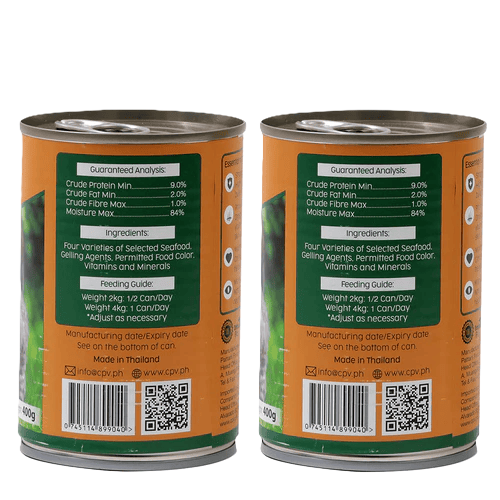 Guaranteed Analysis:
Crude Protein Min 9.0%
Crude Fat Min 2.0%
Crude Fibre Max 1.0%
Moisture Max 84%
Ingredients:
Four Varieties of Selected Seafood,
Gelling Agents, Permitted Food Color,
Vitamins and Minerals
Feeding Guide:
Weight 2kg: 1/2 Can/Day
Weight 4kg: 1 Can/Day
*Adjust as necessary
Manufacturing date/Expiry date
See on the bottom of can.
Made in Thailand
info@cpv.ph www.cpv.ph
400g
0 745114 899040
Guaranteed Analysis:
Crude Protein Min 9.0%
Crude Fat Min 2.0%
Crude Fibre Max 1.0%
Moisture Max 84%
Ingredients:
Four Varieties of Selected Seafood,
Gelling Agents, Permitted Food Color,
Vitamins and Minerals
Feeding Guide:
Weight 2kg: 1/2 Can/Day
Weight 4kg: 1 Can/Day
*Adjust as necessary
Manufacturing date/Expiry date
See on the bottom of can.
Made in Thailand
info@cpv.ph www.cpv.ph
400g
0 745114 899040